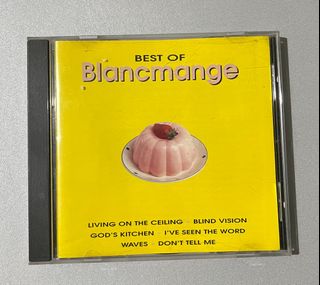 BEST OF
Blancmange
LIVING ON THE CEILING - BLIND VISION
GOD'S KITCHEN - I'VE SEEN THE WORD
WAVES - DON'T TELL ME